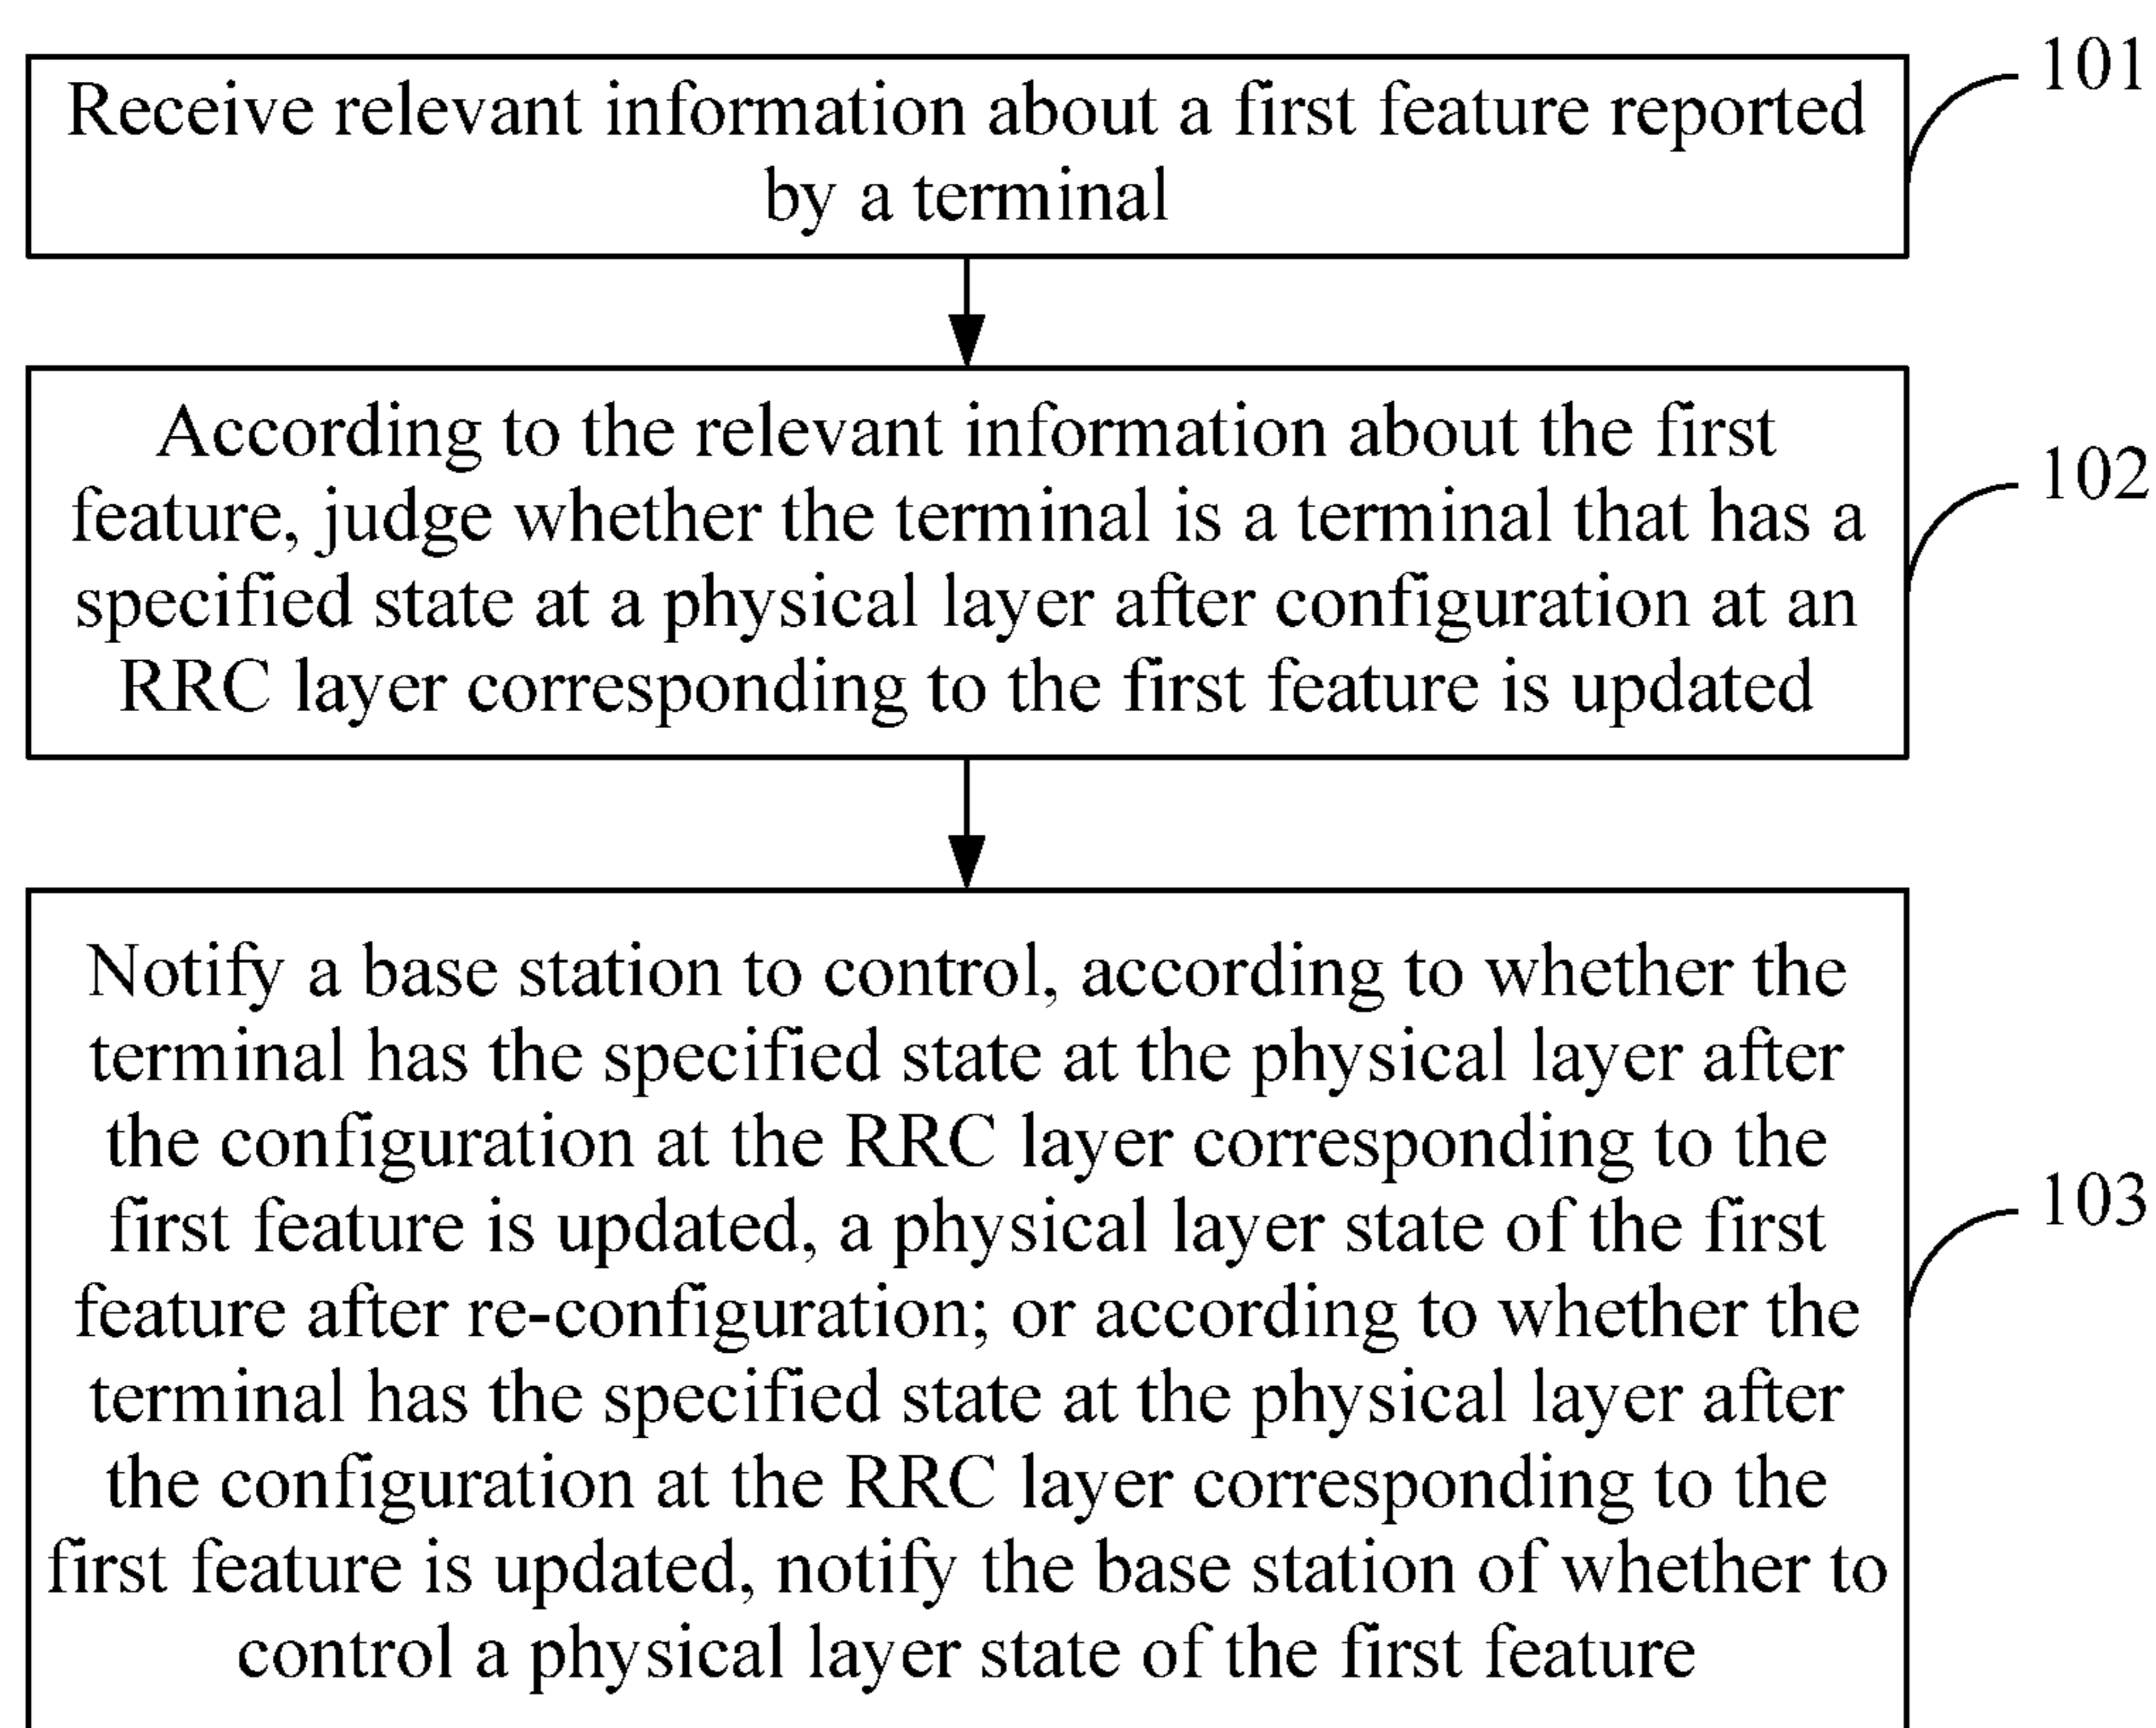 101
Receive relevant information about a first feature reported
by a terminal
According to the relevant information about the first
102
feature, judge whether the terminal is a terminal that has a
specified state at a physical layer after configuration at an
RRC layer corresponding to the first feature is updated
Notify a base station to control, according to whether the
terminal has the specified state at the physical layer after
the configuration at the RRC layer corresponding to the
103
first feature is updated, a physical layer state of the first
feature after re-configuration; or according to whether the
terminal has the specified state at the physical layer after
the configuration at the RRC layer corresponding to the
first feature is updated, notify the base station of whether to
control a physical layer state of the first feature